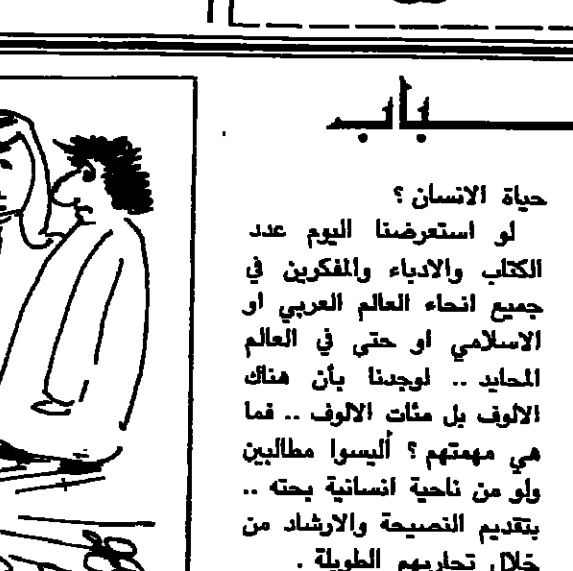 باب
حياة الانسان ؟
لو استعرضنا اليوم عدد
الكتاب والادباء والمفكرين في
جميع انحاء العالم العربي او
الاسلامي او حتى في العالم
المحايد .. لوجدنا بأن هناك
الالوف بل مئات الالوف .. فما
هي مهمتهم ؟ أليسوا مطالبين
ولو من ناحية انسانية بحته ..
بتقديم النصيحة والارشاد من
خلال تجاربهم الطويلة .